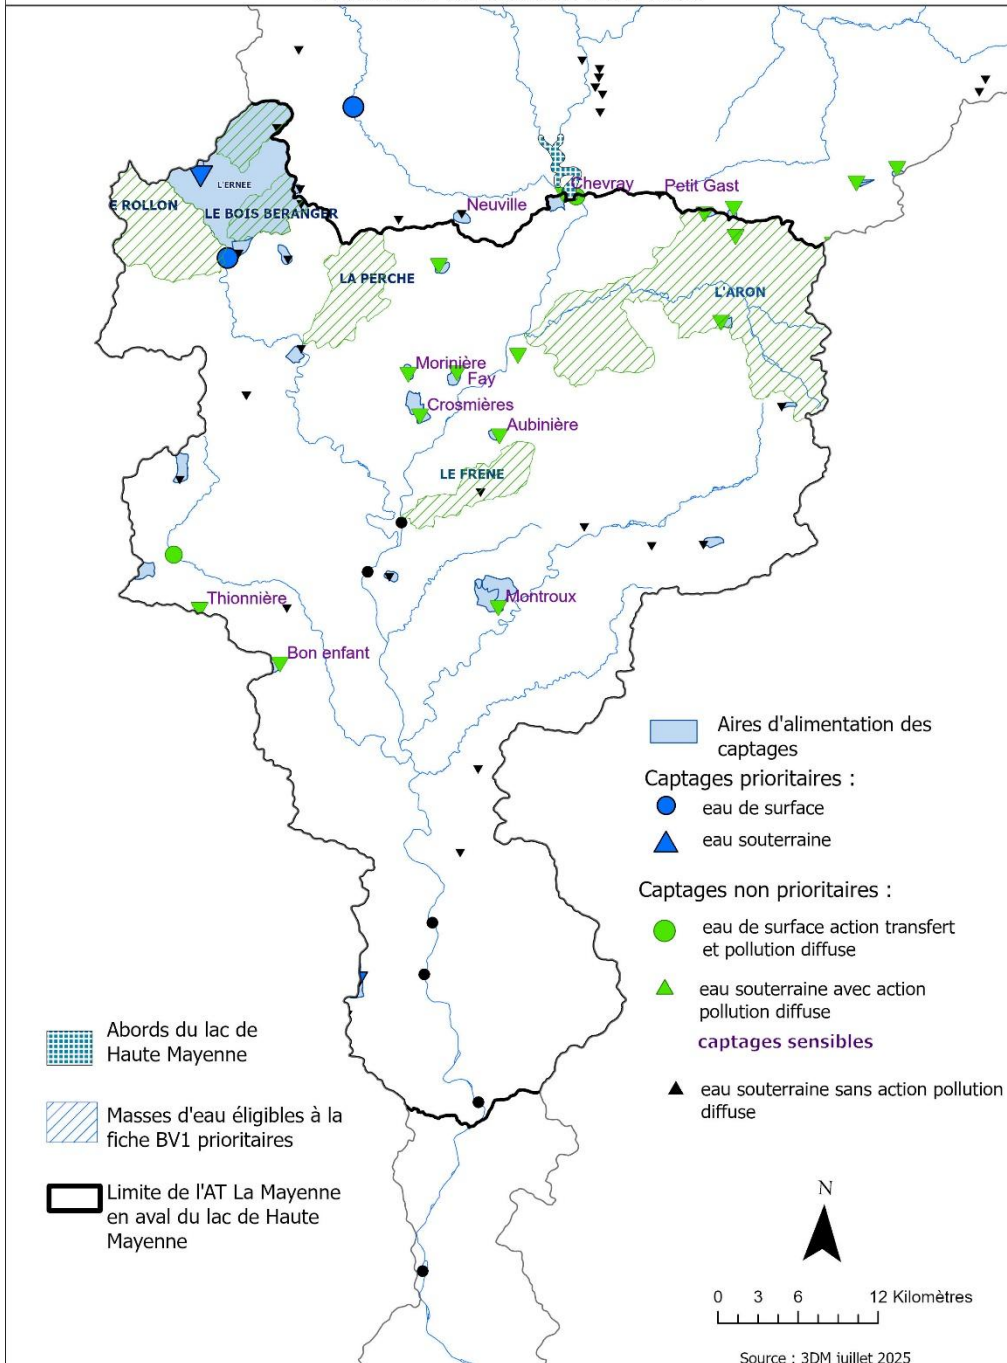 Chevray
Petit Gast
L'ERNEE
E ROLLON
LE BOIS BERANGER
Neuville
LA PERCHE
L'ARON
Morinière
Fay
Crosmières
Aubinière
LE FRENE
Thionnière
Montroux
Bon enfant
Aires d'alimentation des
captages
Captages prioritaires :
eau de surface
eau souterraine
Captages non prioritaires :
eau de surface action transfert
et pollution diffuse
eau souterraine avec action
pollution diffuse
captages sensibles
eau souterraine sans action pollution
diffuse
Abords du lac de
Haute Mayenne
Masses d'eau éligibles à la
fiche BV1 prioritaires
Limite de l'AT La Mayenne
en aval du lac de Haute
Mayenne
N
0 3 6 12 Kilomètres
Source : 3DM juillet 2025